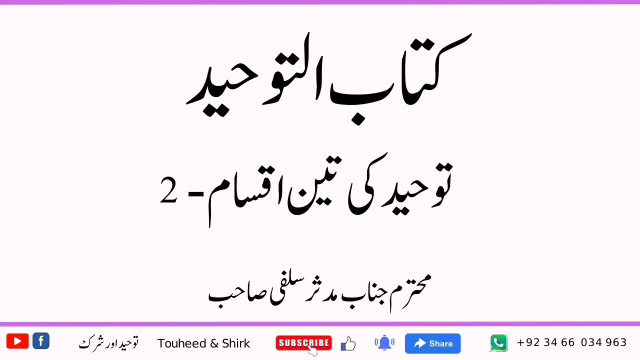 کتاب التوحید
توحید کی تین اقسام - 2
محترم جناب مدثر سلفی صاحب
توحید اور شرک Touheed & Shirk SUBSCRIBE Share +92 34 66 034 963